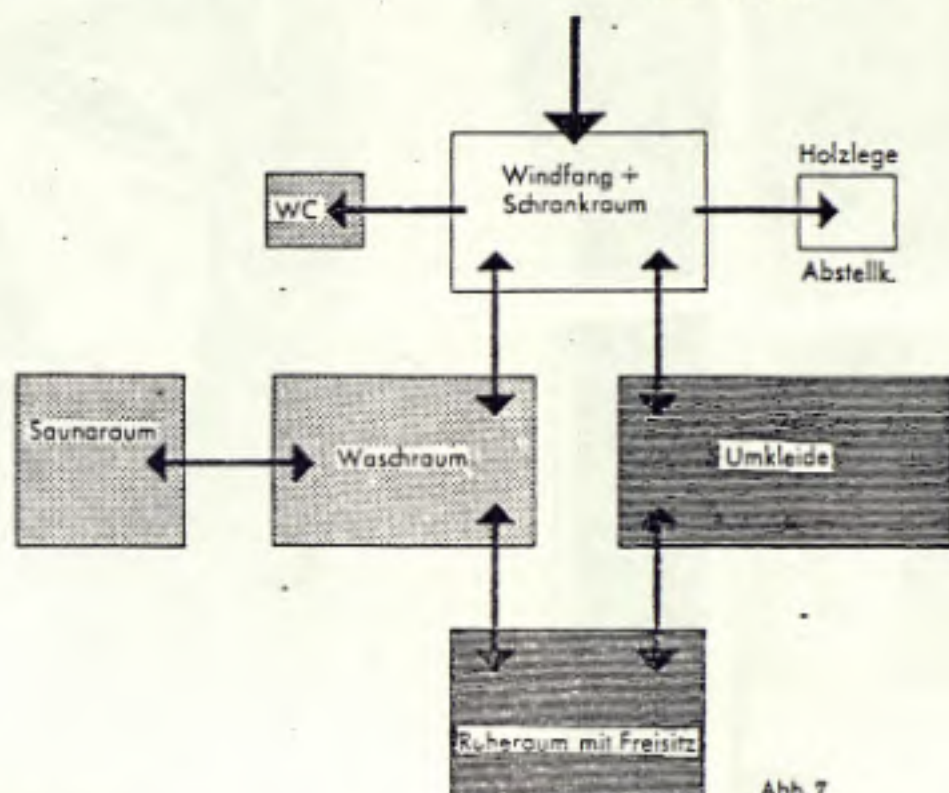 Windfang +
Schrankraum
Holzlege
WC
Abstellk.
Saunaraum
Waschraum
Umkleide
Ruheraum mit Freisitz
Abb. 7